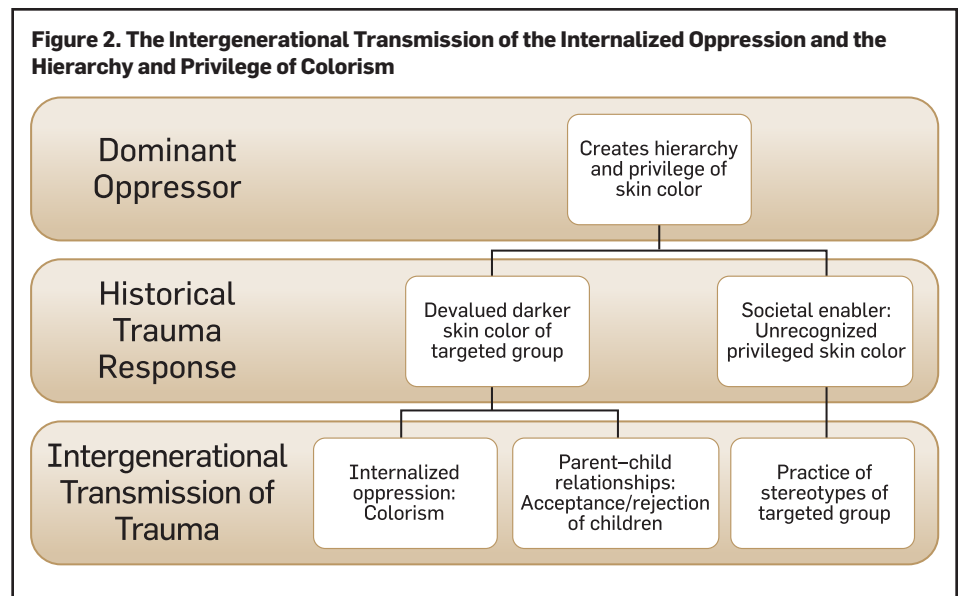 Figure 2. The Intergenerational Transmission of the Internalized Oppression and the
Hierarchy and Privilege of Colorism
Dominant
Oppressor
Creates hierarchy
and privilege of
skin color
Historical
Trauma
Response
Devalued darker
skin color of
targeted group
Societal enabler:
Unrecognized
privileged skin color
Intergenerational
Transmission of
Trauma
Internalized
oppression:
Colorism
Parent–child
relationships:
Acceptance/rejection
of children
Practice of
stereotypes of
targeted group